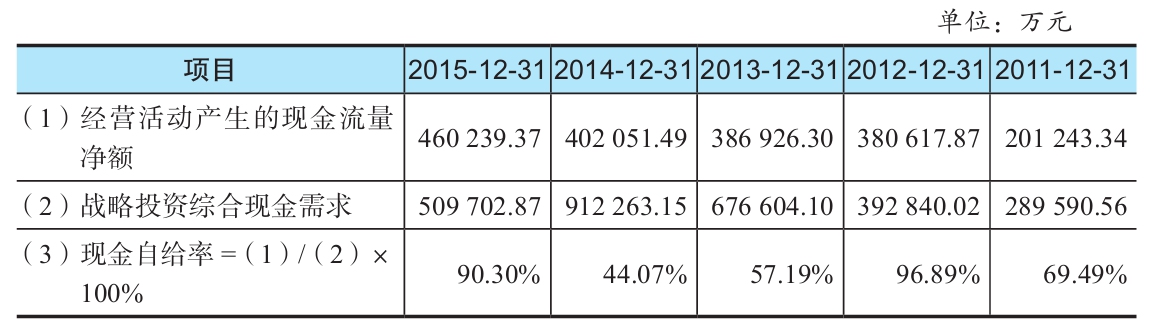 单位：万元
项目 2015-12-31 2014-12-31 2013-12-31 2012-12-31 2011-12-31
（1）经营活动产生的现金流量
净额 460 239.37 402 051.49 386 926.30 380 617.87 201 243.34
（2）战略投资综合现金需求 509 702.87 912 263.15 676 604.10 392 840.02 289 590.56
（3）现金自给率=（1）/（2）×
100% 90.30% 44.07% 57.19% 96.89% 69.49%